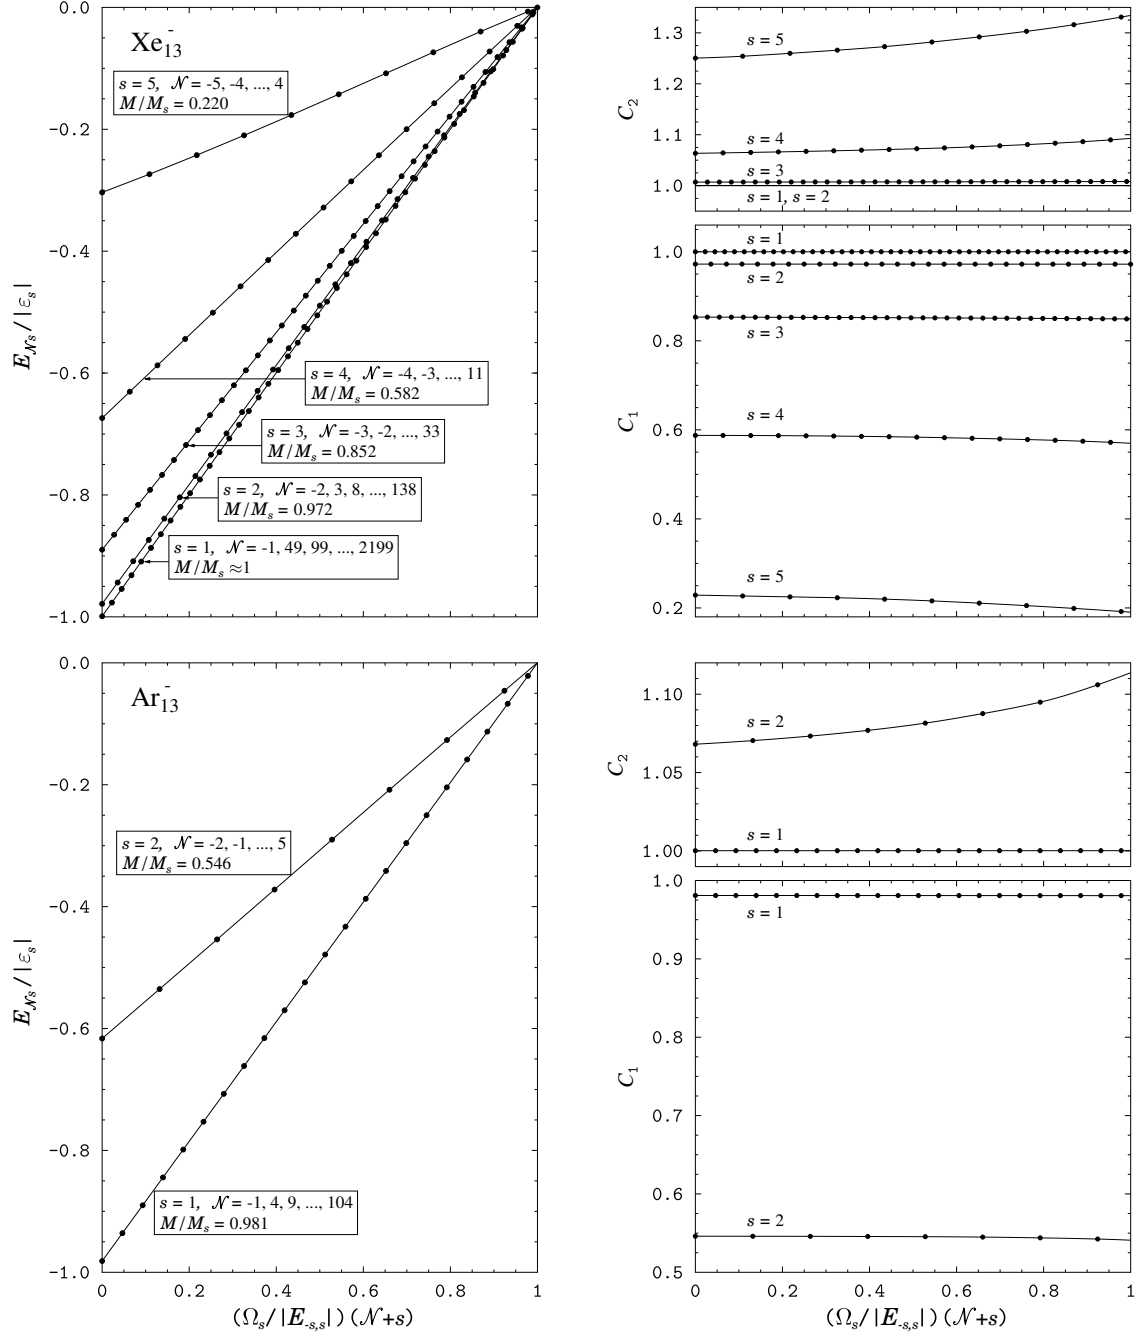 Xe₁₃⁻
0.0
-0.2
-0.4
-0.6
-0.8
-1.0
E𝒩s/|εs|
s = 5, 𝒩 = -5, -4, ..., 4
M/Ms = 0.220
s = 4, 𝒩 = -4, -3, ..., 11
M/Ms = 0.582
s = 3, 𝒩 = -3, -2, ..., 33
M/Ms = 0.852
s = 2, 𝒩 = -2, 3, 8, ..., 138
M/Ms = 0.972
s = 1, 𝒩 = -1, 49, 99, ..., 2199
M/Ms ≈1
1.3
1.2
1.1
1.0
C₂
s = 5
s = 4
s = 3
s = 1, s = 2
1.0
0.8
0.6
0.4
0.2
C₁
s = 1
s = 2
s = 3
s = 4
s = 5
Ar₁₃⁻
0.0
-0.2
-0.4
-0.6
-0.8
-1.0
E𝒩s/|εs|
s = 2, 𝒩 = -2, -1, ..., 5
M/Ms = 0.546
s = 1, 𝒩 = -1, 4, 9, ..., 104
M/Ms = 0.981
0 0.2 0.4 0.6 0.8 1
(Ωs/|E-s,s|)(𝒩+s)
1.10
1.05
1.00
C₂
s = 2
s = 1
1.0
0.9
0.8
0.7
0.6
0.5
C₁
s = 1
s = 2
0 0.2 0.4 0.6 0.8 1
(Ωs/|E-s,s|)(𝒩+s)